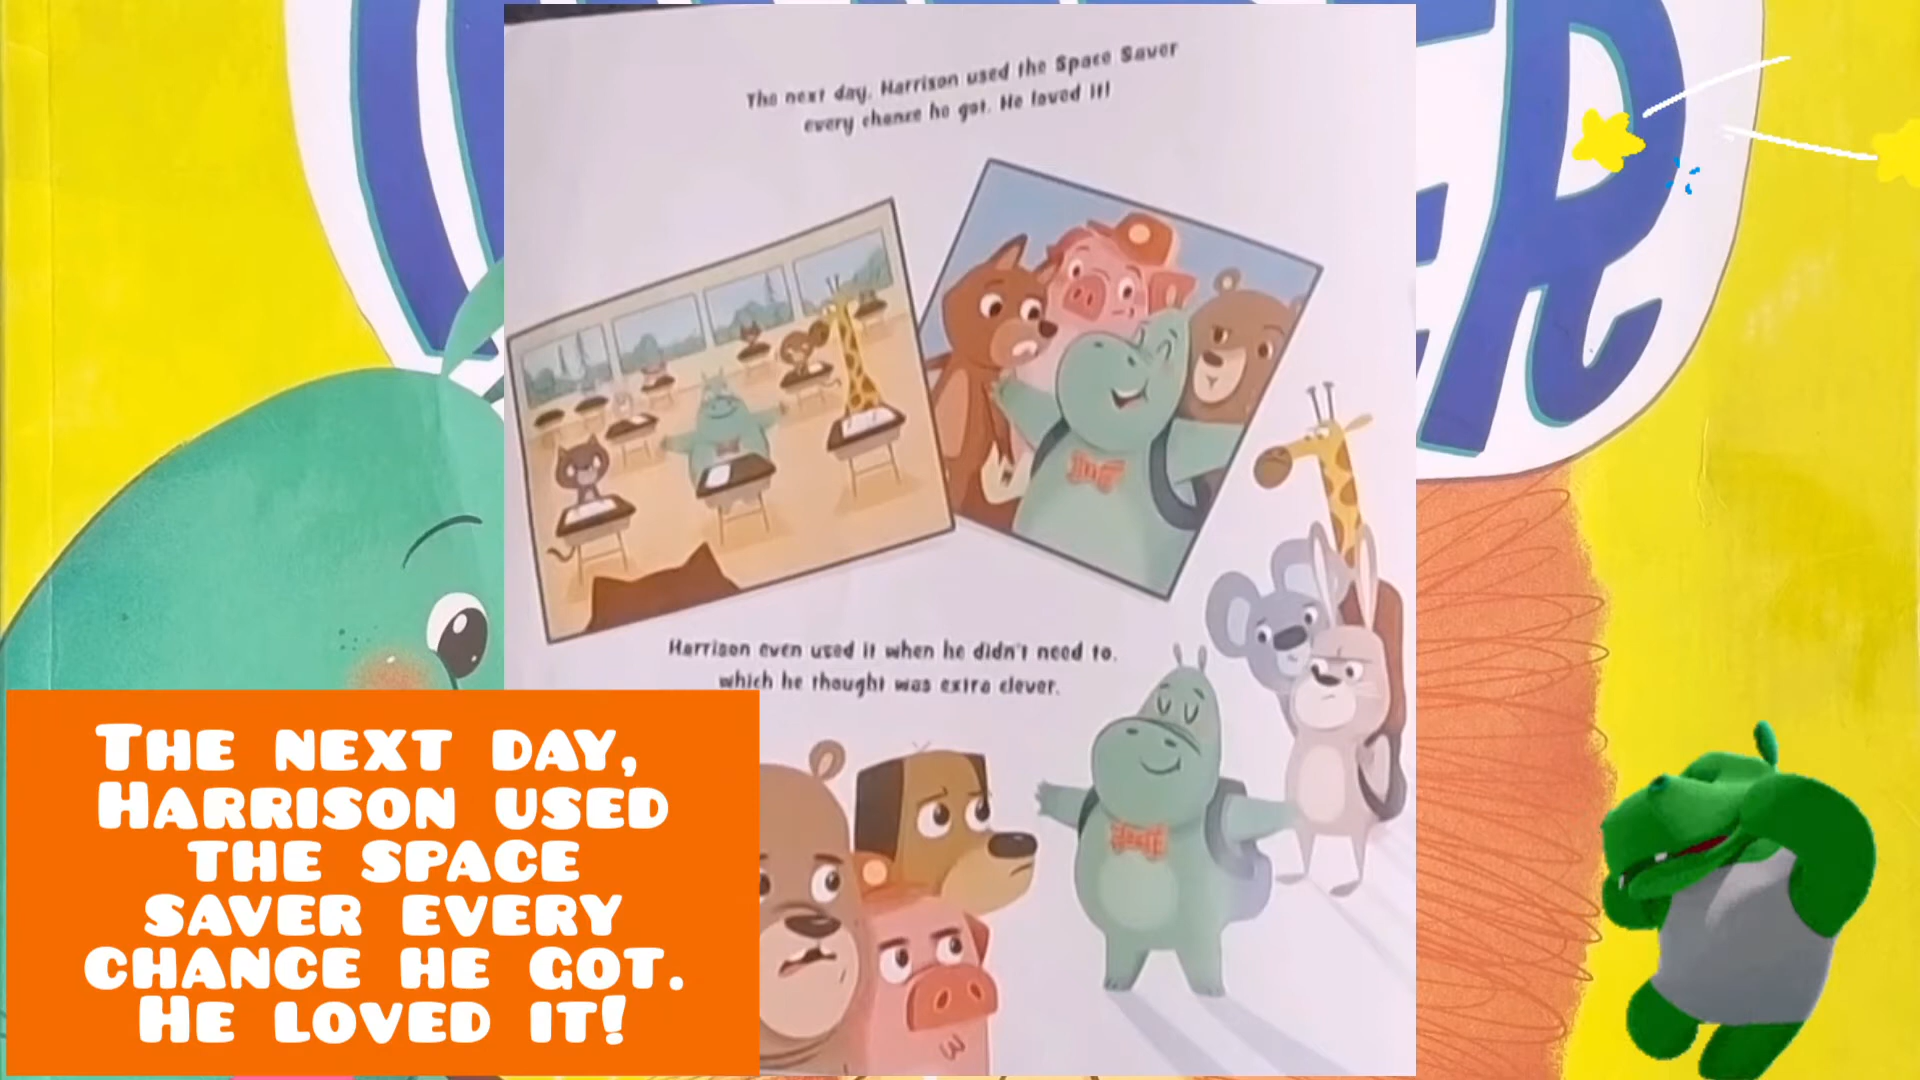 The next day, Harrison used the Space Saver
every chance he got. He loved it!
Harrison even used it when he didn't need to,
which he thought was extra clever.
THE NEXT DAY,
HARRISON USED
THE SPACE
SAVER EVERY
CHANCE HE GOT.
HE LOVED IT!